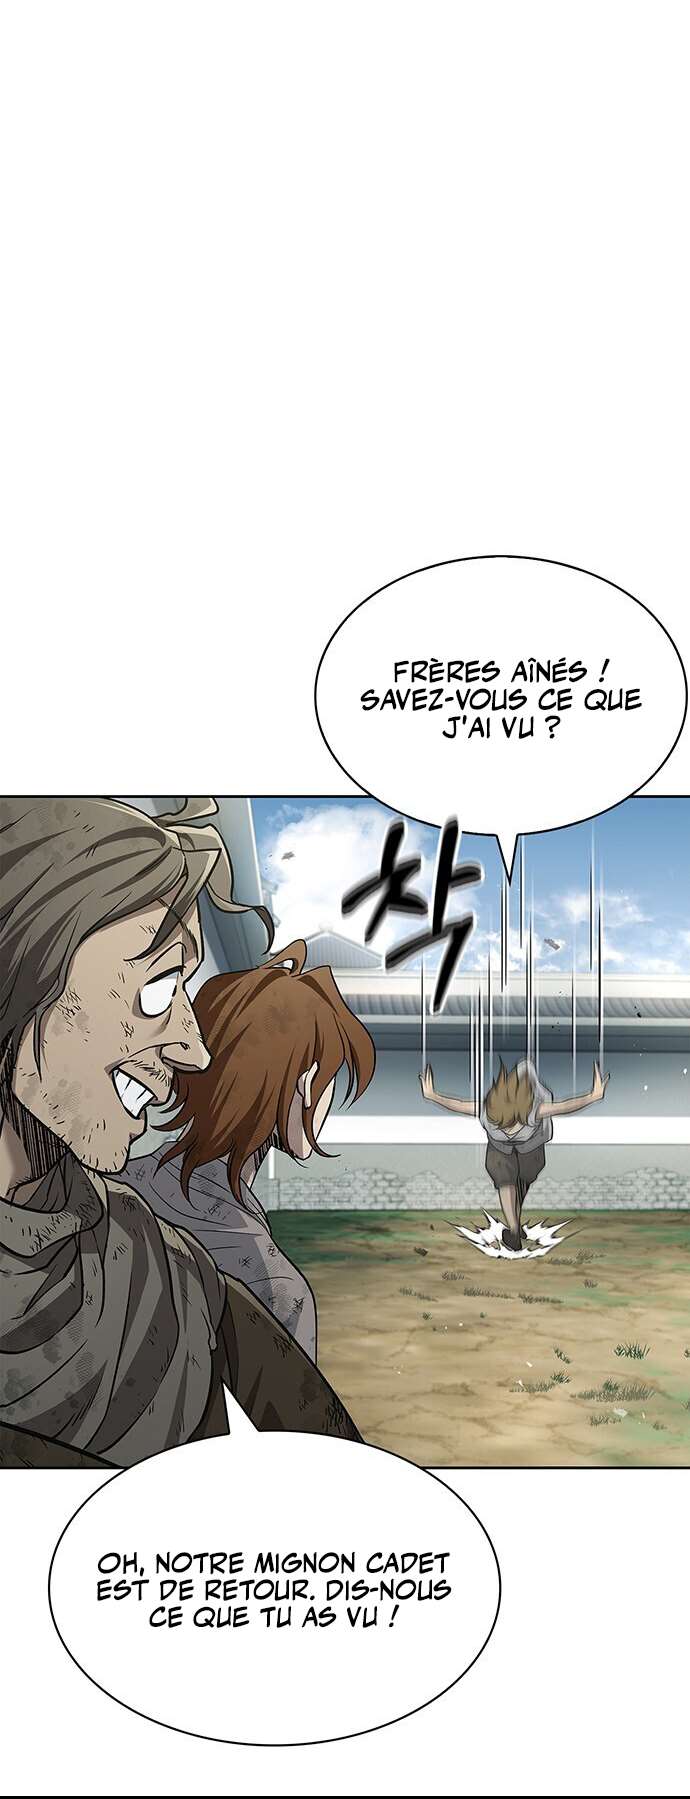 FRÈRES AÎNÉS !
SAVEZ-VOUS CE QUE
J'AI VU ?
착
OH, NOTRE MIGNON CADET
EST DE RETOUR. DIS-NOUS
CE QUE TU AS VU !